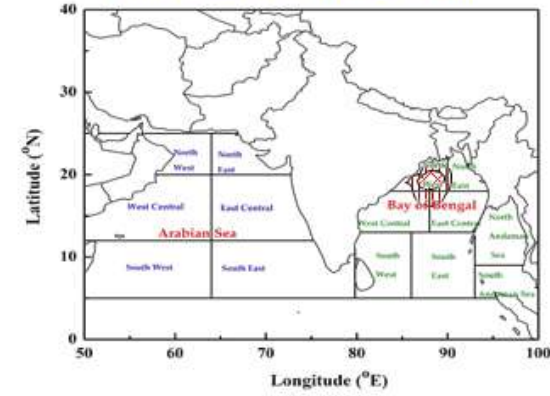 40
30
20
10
0
Latitude (°N)
North
West
North
East
North
East
West Central
East Central
Arabian Sea
South West
South East
Bay of Bengal
West Central
East Central
South
West
South
East
North
Andaman
Sea
South
Andaman Sea
50
60
70
80
90
100
Longitude (°E)